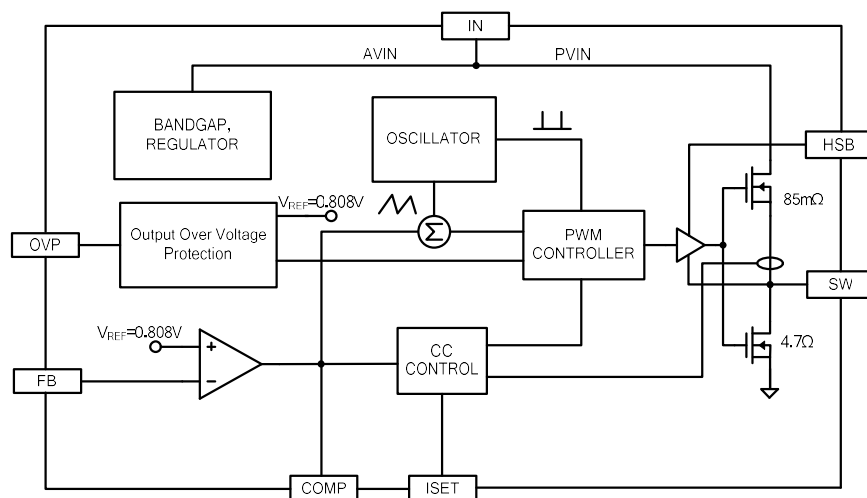 IN
AVIN
PVIN
BANDGAP,
REGULATOR
OSCILLATOR
HSB
VREF=0.808V
85mΩ
OVP
Output Over Voltage
Protection
Σ
PWM
CONTROLLER
SW
VREF=0.808V
+
−
CC
CONTROL
4.7Ω
FB
COMP
ISET